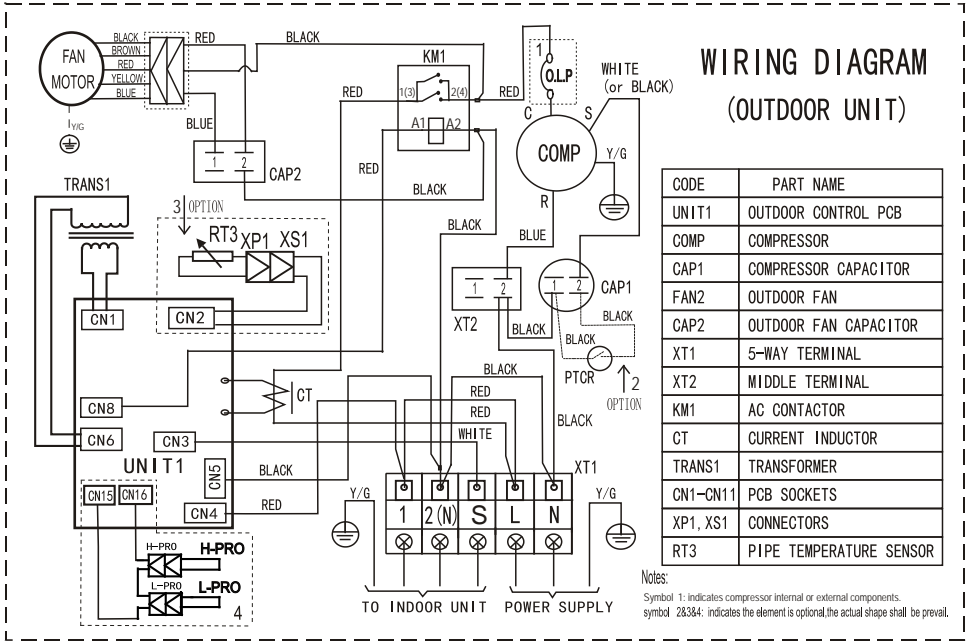 WIRING DIAGRAM
(OUTDOOR UNIT)
FAN
MOTOR
BLACK
BROWN
RED
YELLOW
BLUE
Y/G
RED
BLACK
BLUE
1 2
CAP2
BLACK
KM1
1(3) 2(4)
A1 A2
RED
RED
RED
1
O.L.P
C
S
R
COMP
WHITE
(or BLACK)
Y/G
TRANS1
3 OPTION
RT3 XP1 XS1
CN1
CN2
CN8
CN6
CN3
UNIT1
CN5
CN4
CN15 CN16
H-PRO H-PRO
L-PRO L-PRO
4
CT
BLACK
BLUE
1 2
XT2
1 2
CAP1
BLACK
BLACK
BLACK
PTCR
2
OPTION
BLACK
RED
RED
WHITE
BLACK
BLACK
RED
XT1
Y/G
Y/G
1 2(N) S L N
TO INDOOR UNIT POWER SUPPLY
CODE PART NAME
UNIT1 OUTDOOR CONTROL PCB
COMP COMPRESSOR
CAP1 COMPRESSOR CAPACITOR
FAN2 OUTDOOR FAN
CAP2 OUTDOOR FAN CAPACITOR
XT1 5-WAY TERMINAL
XT2 MIDDLE TERMINAL
KM1 AC CONTACTOR
CT CURRENT INDUCTOR
TRANS1 TRANSFORMER
CN1-CN11 PCB SOCKETS
XP1, XS1 CONNECTORS
RT3 PIPE TEMPERATURE SENSOR
Notes:
Symbol 1: indicates compressor internal or external components.
symbol 2&3&4: indicates the element is optional,the actual shape shall be prevail.